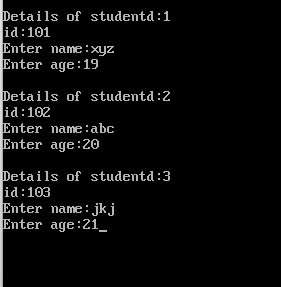 Details of studentd:1
id:101
Enter name:xyz
Enter age:19
Details of studentd:2
id:102
Enter name:abc
Enter age:20
Details of studentd:3
id:103
Enter name:jkj
Enter age:21_